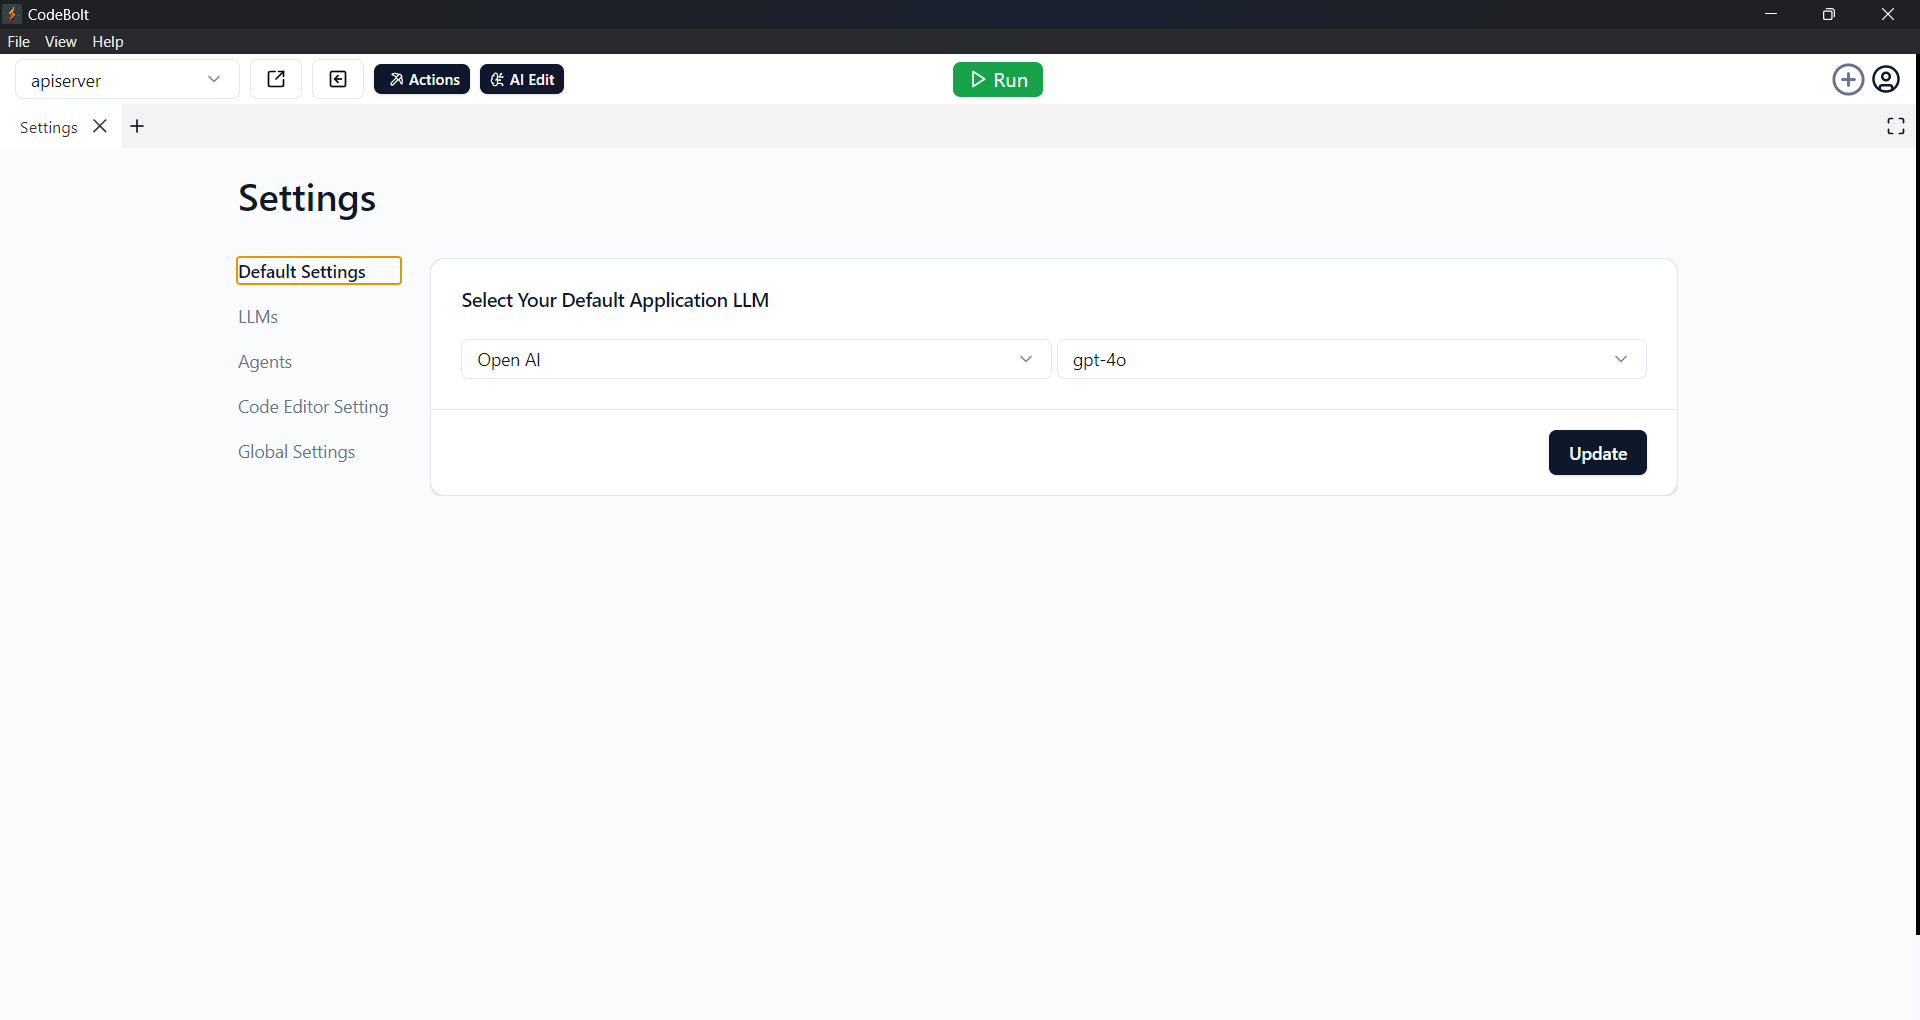 CodeBolt
File View Help
apiserver Actions AI Edit Run
Settings
Settings
Default Settings
LLMs
Agents
Code Editor Setting
Global Settings
Select Your Default Application LLM
Open AI gpt-4o
Update